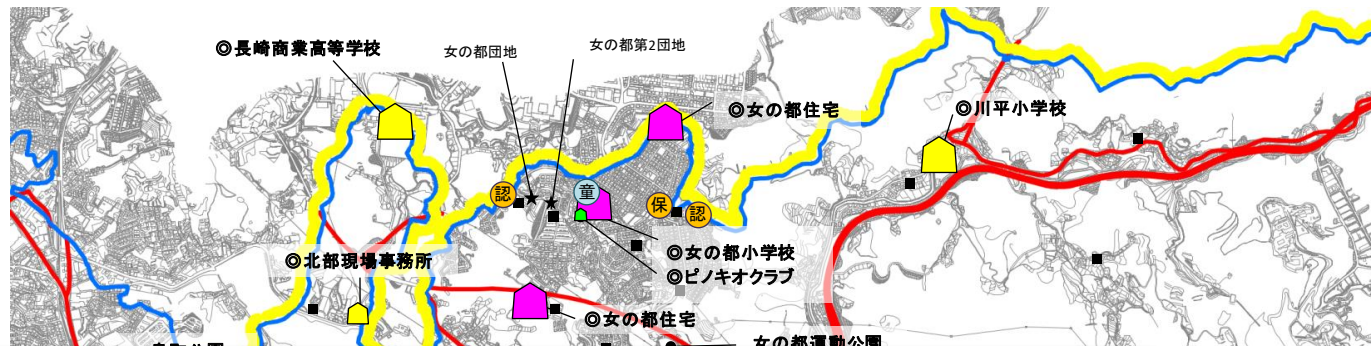 ◎長崎商業高等学校
女の都団地
女の都第2団地
◎女の都住宅
◎川平小学校
認
童
保
認
◎女の都小学校
◎ピノキオクラブ
◎北部現場事務所
◎女の都住宅
女の都運動公園